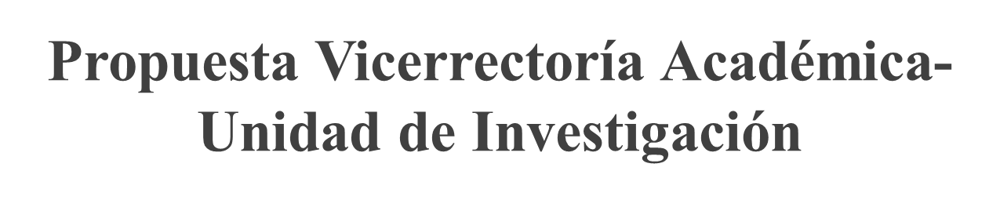 Propuesta Vicerrectoría Académica-
Unidad de Investigación